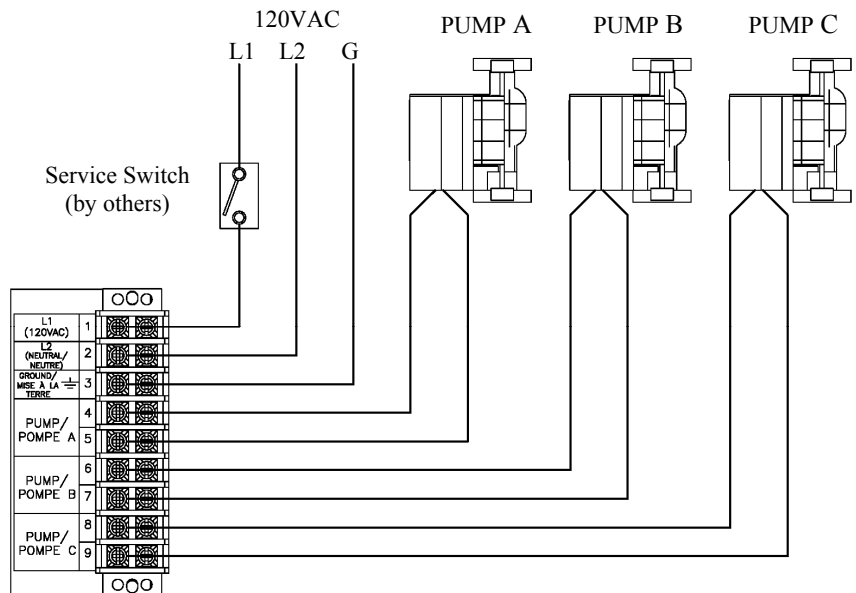 120VAC
L1 L2 G
PUMP A PUMP B PUMP C
Service Switch
(by others)
L1
(120VAC) 1
L2
(NEUTRAL/
NEUTRE) 2
GROUND/
MISE À LA
TERRE 3
PUMP/
POMPE A
4
5
PUMP/
POMPE B
6
7
PUMP/
POMPE C
8
9